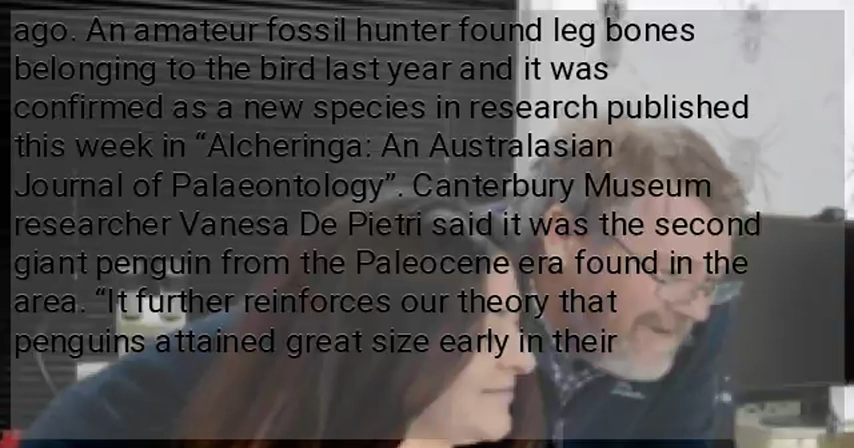 ago. An amateur fossil hunter found leg bones
belonging to the bird last year and it was
confirmed as a new species in research published
this week in “Alcheringa: An Australasian
Journal of Palaeontology”. Canterbury Museum
researcher Vanesa De Pietri said it was the second
giant penguin from the Paleocene era found in the
area. “It further reinforces our theory that
penguins attained great size early in their